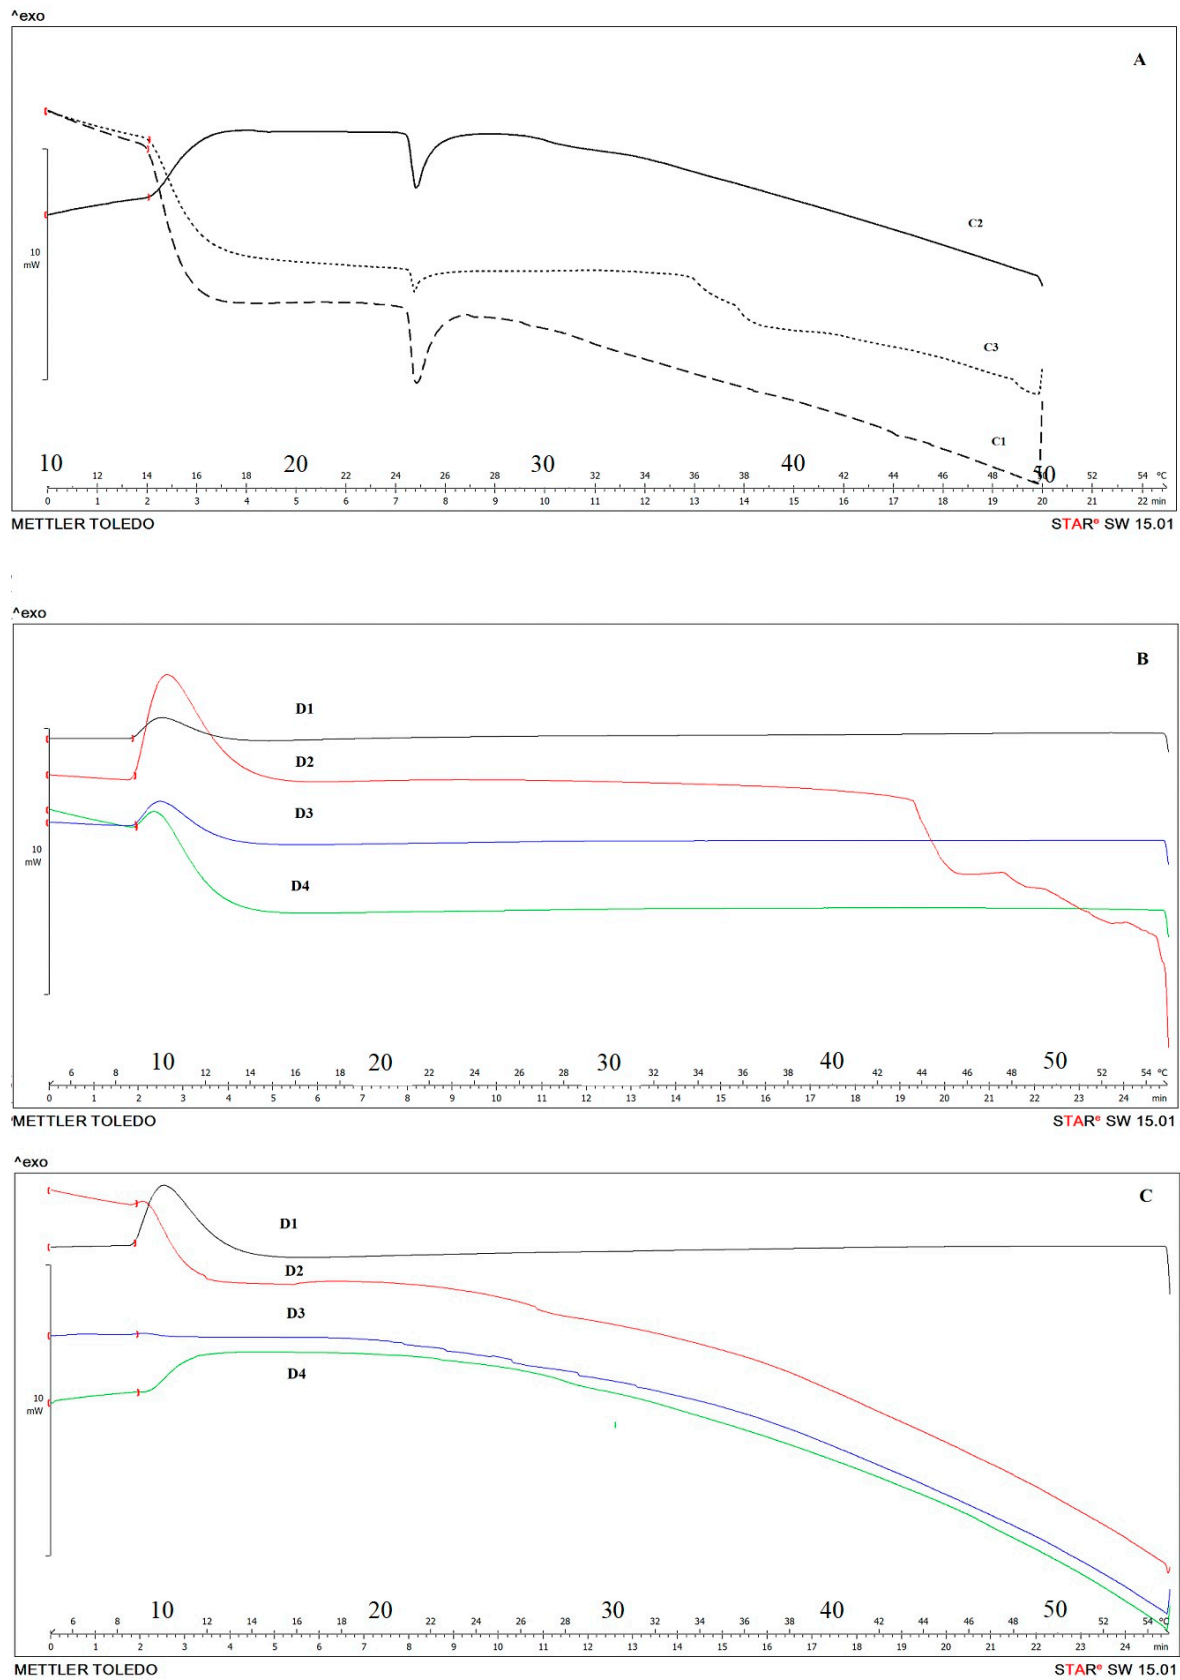 ^exo
A
C2
10
mW
C3
C1
10 12 14 16 18 20 22 24 26 28 30 32 34 36 38 40 42 44 46 48 50 52 54 °C
0 1 2 3 4 5 6 7 8 9 10 11 12 13 14 15 16 17 18 19 20 21 22 min
METTLER TOLEDO STARe SW 15.01
^exo
B
D1
D2
D3
10
mW
D4
6 8 10 12 14 16 18 20 22 24 26 28 30 32 34 36 38 40 42 44 46 48 50 52 54 °C
0 1 2 3 4 5 6 7 8 9 10 11 12 13 14 15 16 17 18 19 20 21 22 23 24 min
METTLER TOLEDO STARe SW 15.01
^exo
C
D1
D2
D3
D4
10
mW
6 8 10 12 14 16 18 20 22 24 26 28 30 32 34 36 38 40 42 44 46 48 50 52 54 °C
0 1 2 3 4 5 6 7 8 9 10 11 12 13 14 15 16 17 18 19 20 21 22 23 24 min
METTLER TOLEDO STARe SW 15.01